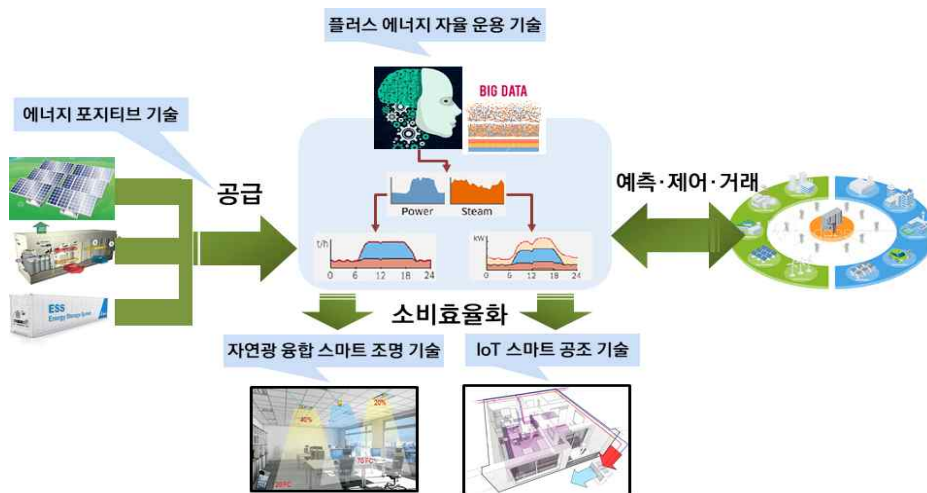 플러스 에너지 자율 운용 기술
BIG DATA
에너지 포지티브 기술
공급
예측·제어·거래
Power
Steam
t/h
0 6 12 18 24
kW
0 6 12 18 24
ESS
Energy Storage System
소비효율화
자연광 융합 스마트 조명 기술
IoT 스마트 공조 기술
40%
20%